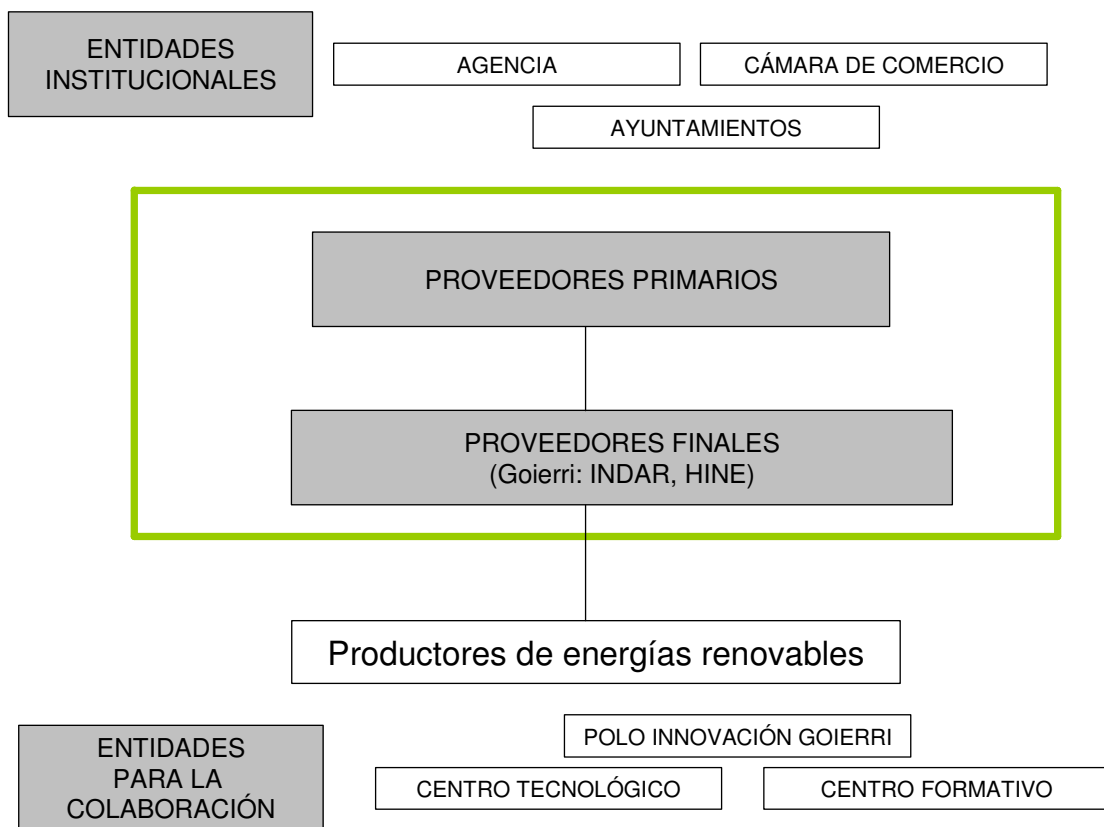 ENTIDADES
INSTITUCIONALES
AGENCIA
CÁMARA DE COMERCIO
AYUNTAMIENTOS
PROVEEDORES PRIMARIOS
PROVEEDORES FINALES
(Goierri: INDAR, HINE)
Productores de energías renovables
ENTIDADES
PARA LA
COLABORACIÓN
POLO INNOVACIÓN GOIERRI
CENTRO TECNOLÓGICO
CENTRO FORMATIVO